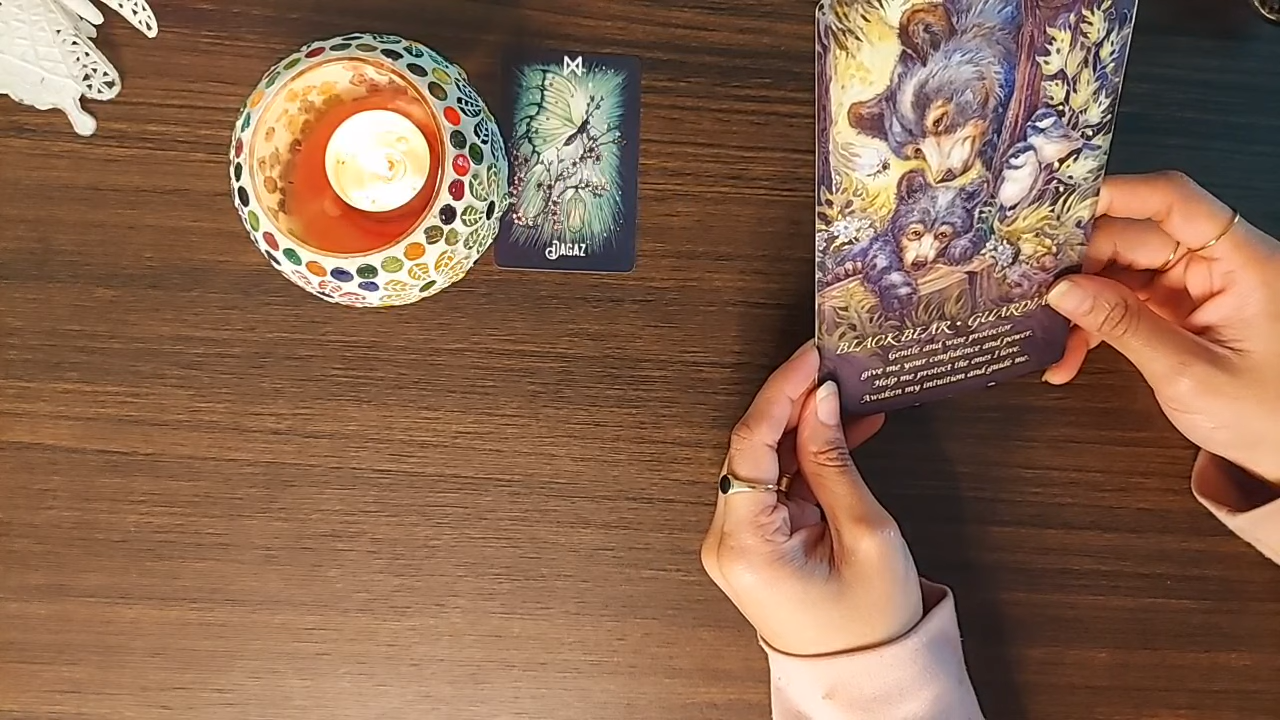 DAGAZ
BLACK BEAR • GUARDIA
Gentle and wise protector
give me your confidence and power.
Help me protect the ones I love.
Awaken my intuition and guide me.